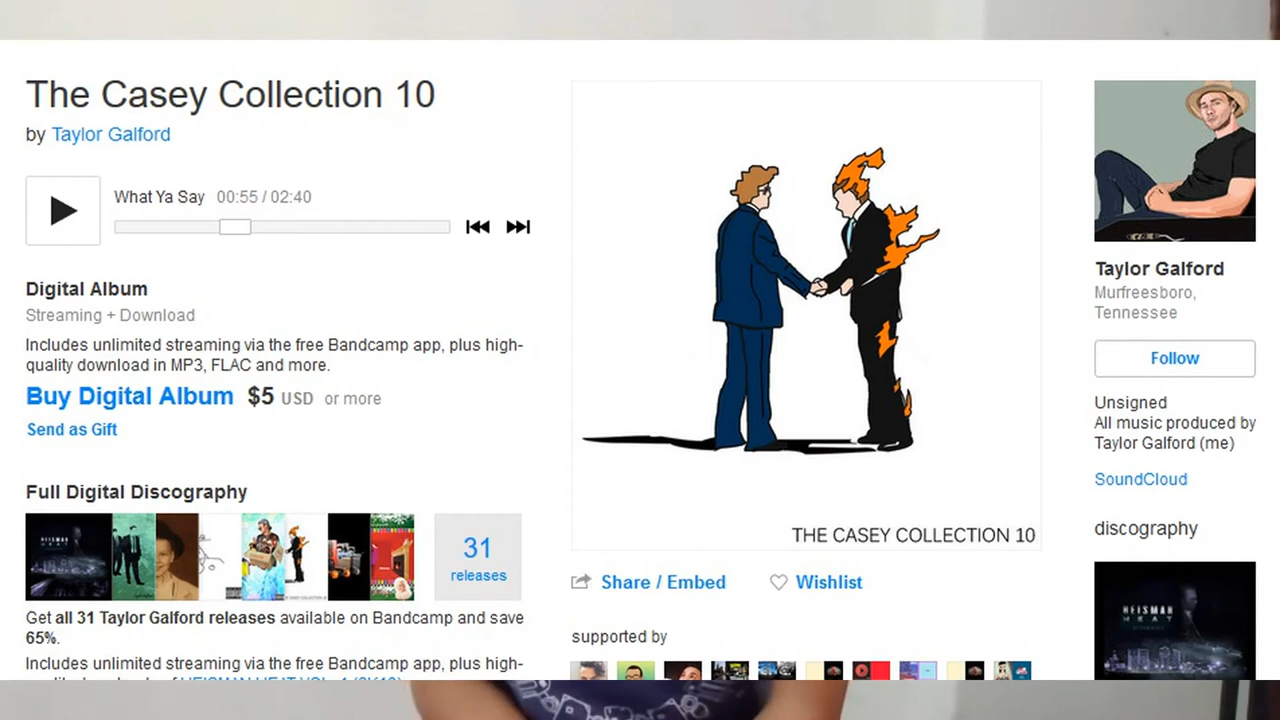 The Casey Collection 10
by Taylor Galford
What Ya Say 00:55 / 02:40
Digital Album
Streaming + Download
Includes unlimited streaming via the free Bandcamp app, plus high-
quality download in MP3, FLAC and more.
Buy Digital Album $5 USD or more
Send as Gift
Full Digital Discography
HEISMAN
HEAT
31
releases
Get all 31 Taylor Galford releases available on Bandcamp and save
65%.
Includes unlimited streaming via the free Bandcamp app, plus high-
THE CASEY COLLECTION 10
Share / Embed
Wishlist
supported by
Taylor Galford
Murfreesboro,
Tennessee
Follow
Unsigned
All music produced by
Taylor Galford (me)
SoundCloud
discography
HEISMAN
HEAT